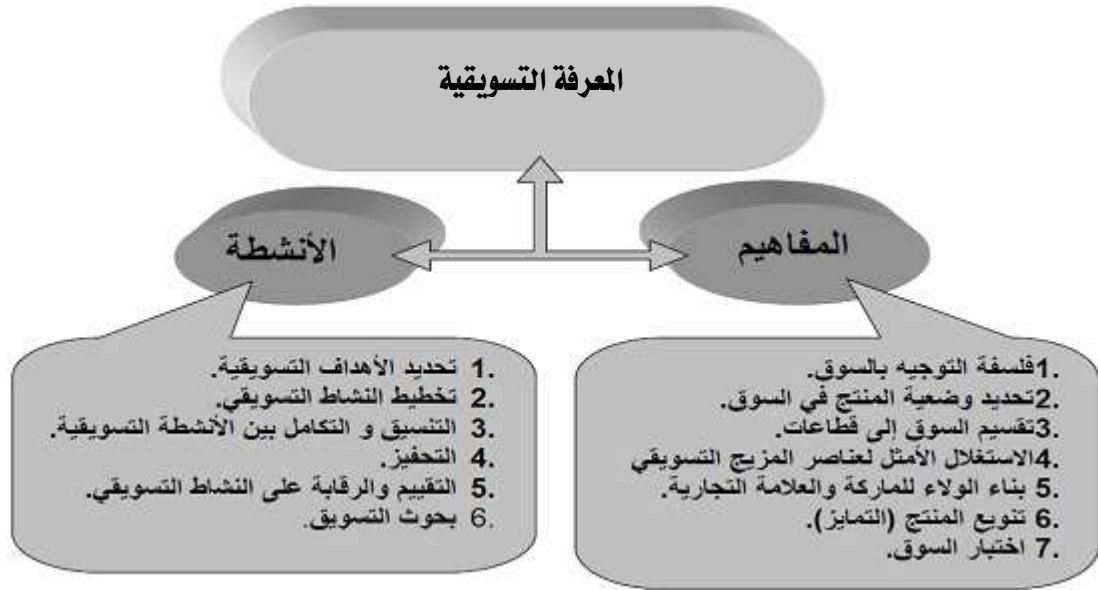 المعرفة التسويقية
المفاهيم
الأنشطة
1.فلسفة التوجيه بالسوق.
2.تحديد وضعية المنتج في السوق.
3.تقسيم السوق إلى قطاعات.
4.الاستغلال الأمثل لعناصر المزيج التسويقي
5. بناء الولاء للماركة والعلامة التجارية.
6. تنويع المنتج (التمايز).
7. اختبار السوق.
1. تحديد الأهداف التسويقية.
2. تخطيط النشاط التسويقي.
3. التنسيق و التكامل بين الأنشطة التسويقية.
4. التحفيز.
5. التقييم والرقابة على النشاط التسويقي.
6. بحوث التسويق.